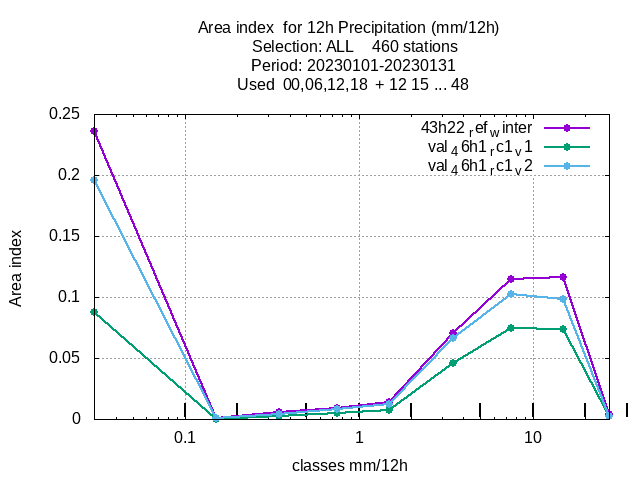 Area index  for 12h Precipitation (mm/12h)
Selection: ALL    460 stations
Period: 20230101-20230131
Used  00,06,12,18  + 12 15 ... 48
0.25
0.2
0.15
0.1
0.05
0
Area index
43h22_ref_winter
val_46h1_rc1_v1
val_46h1_rc1_v2
0.1
1
10
classes mm/12h